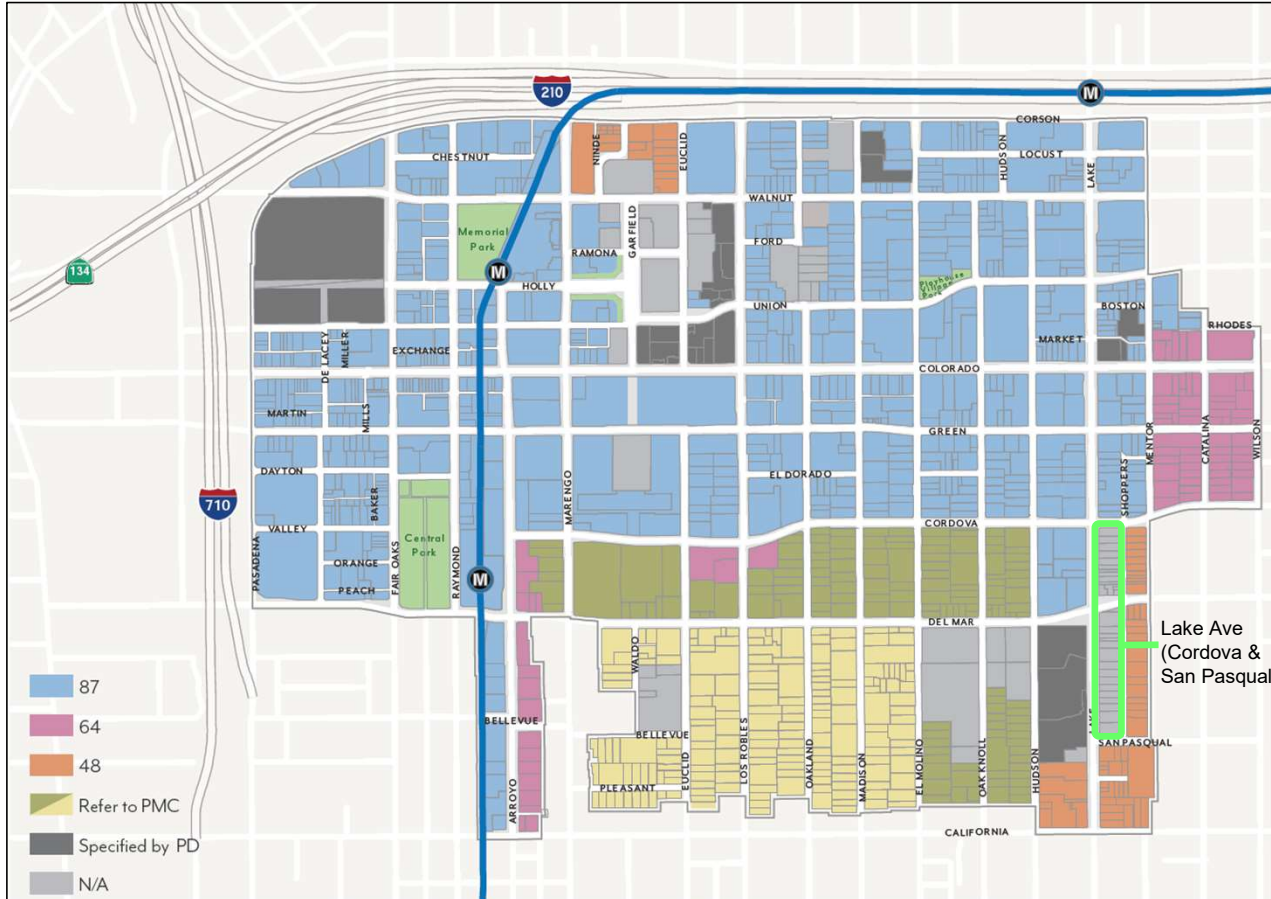 210
M
CORSON
CHESTNUT
NINDE
EUCLID
HUDSON
LOCUST
LAKE
WALNUT
Memorial
Park
GARFIELD
FORD
RAMONA
134
M
HOLLY
Playhouse
Village
Park
UNION
BOSTON
RHODES
DE LACEY
MILLER
EXCHANGE
MARKET
COLORADO
MARTIN
MILLS
GREEN
MENTOR
CATALINA
WILSON
SHOPPERS
DAYTON
EL DORADO
BAKER
MARENGO
710
VALLEY
CORDOVA
PASADENA
ORANGE
FAIR OAKS
Central
Park
RAYMOND
M
PEACH
DEL MAR
Lake Ave
(Cordova &
San Pasqual
WALDO
87
64
BELLEVUE
BELLEVUE
LAKE
SAN PASQUAL
48
ARROYO
PLEASANT
EUCLID
LOS ROBLES
OAKLAND
MADISON
EL MOLINO
OAK KNOLL
HUDSON
Refer to PMC
CALIFORNIA
Specified by PD
N/A